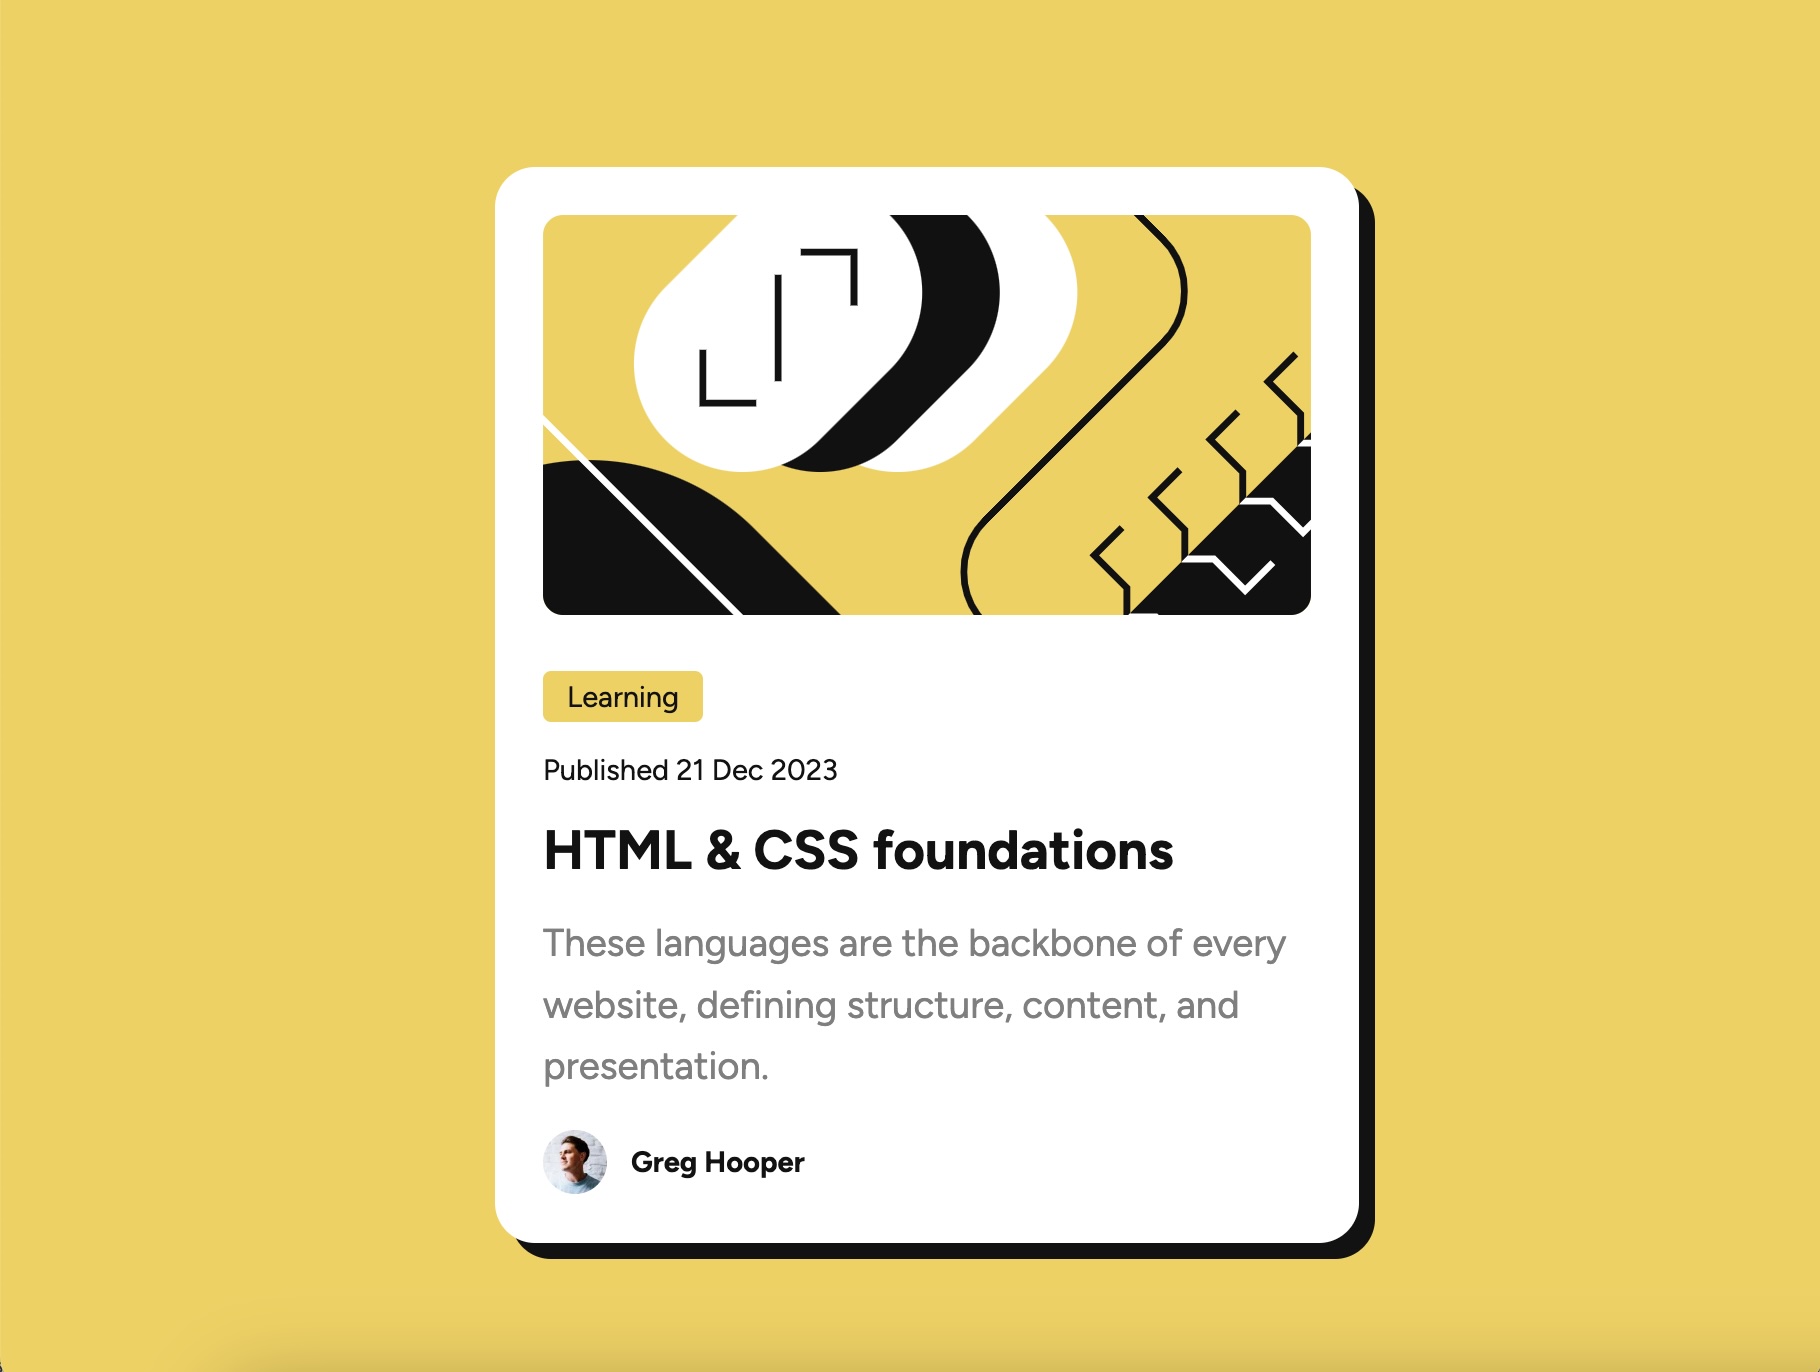 Learning
Published 21 Dec 2023
HTML & CSS foundations
These languages are the backbone of every
website, defining structure, content, and
presentation.
Greg Hooper